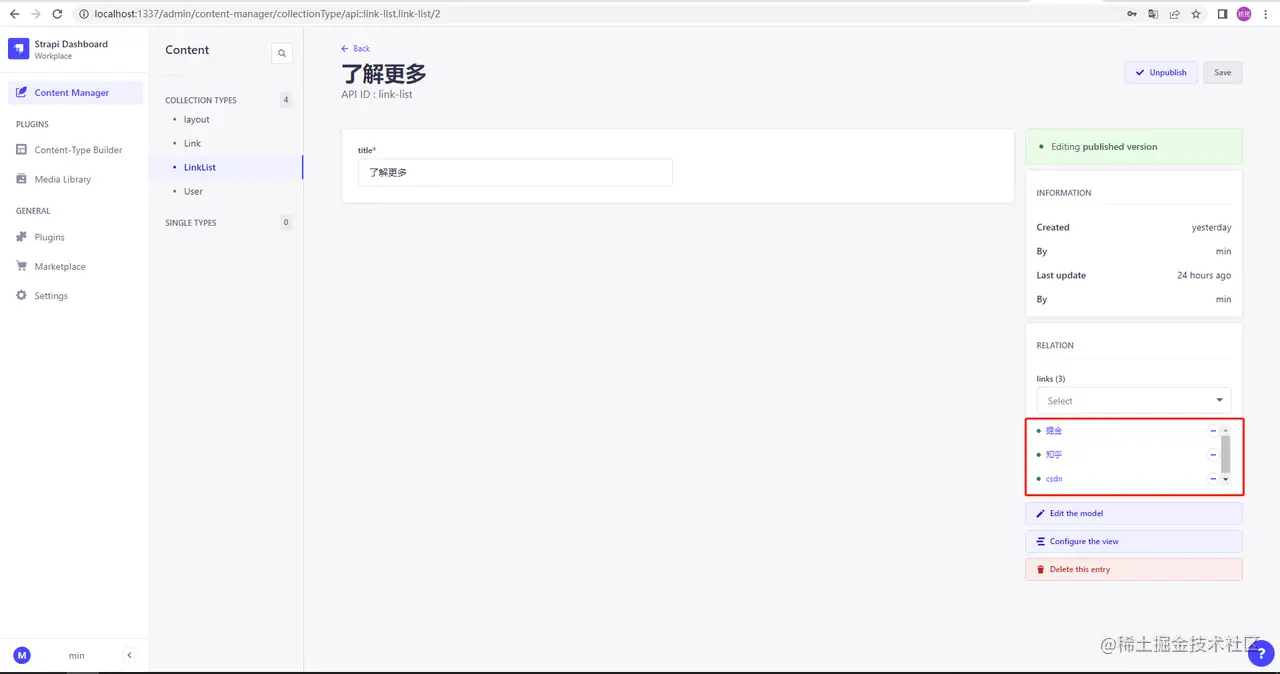 localhost:1337/admin/content-manager/collectionType/api::link-list.link-list/2
Strapi Dashboard
Workplace
Content Manager
PLUGINS
Content-Type Builder
Media Library
GENERAL
Plugins
Marketplace
Settings
M
min
Content
COLLECTION TYPES 4
layout
Link
LinkList
User
SINGLE TYPES 0
Back
了解更多
API ID : link-list
Unpublish
Save
title*
了解更多
Editing published version
INFORMATION
Created yesterday
By min
Last update 24 hours ago
By min
RELATION
links (3)
Select
掘金
知乎
csdn
Edit the model
Configure the view
Delete this entry
@稀土掘金技术社区
?